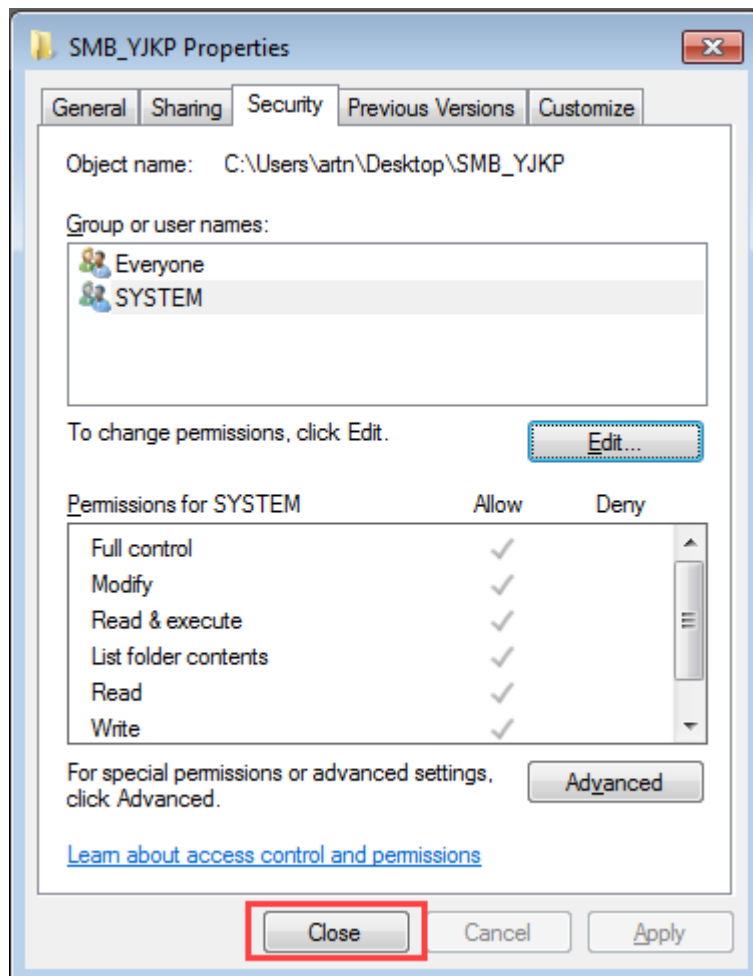 SMB_YJKP Properties
General Sharing Security Previous Versions Customize
Object name: C:\Users\artn\Desktop\SMB_YJKP
Group or user names:
Everyone
SYSTEM
To change permissions, click Edit.
Edit...
Permissions for SYSTEM Allow Deny
Full control
Modify
Read & execute
List folder contents
Read
Write
For special permissions or advanced settings,
click Advanced.
Advanced
Learn about access control and permissions
Close Cancel Apply